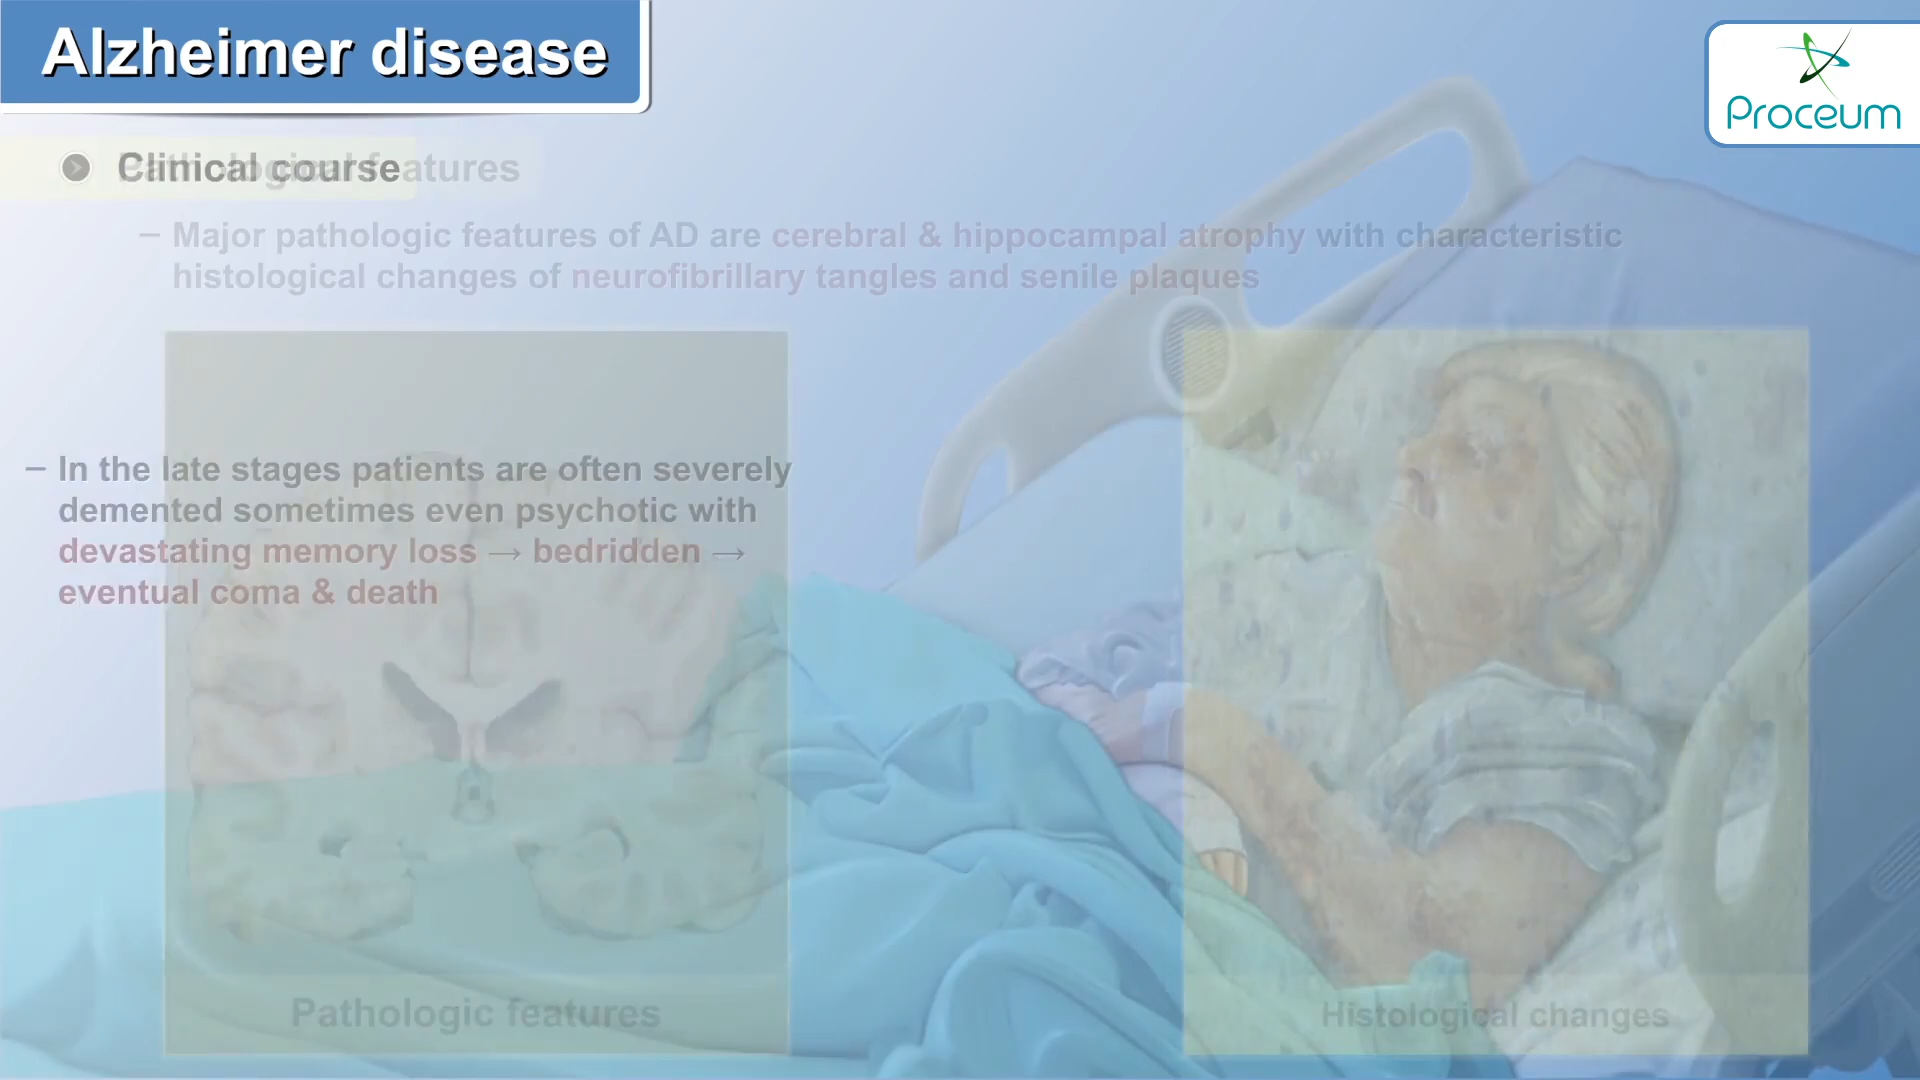 Alzheimer disease
Proceum
Clinical course
Pathological features
– Major pathologic features of AD are cerebral & hippocampal atrophy with characteristic
histological changes of neurofibrillary tangles and senile plaques
– In the late stages patients are often severely
demented sometimes even psychotic with
devastating memory loss → bedridden →
eventual coma & death
Pathologic features
Histological changes